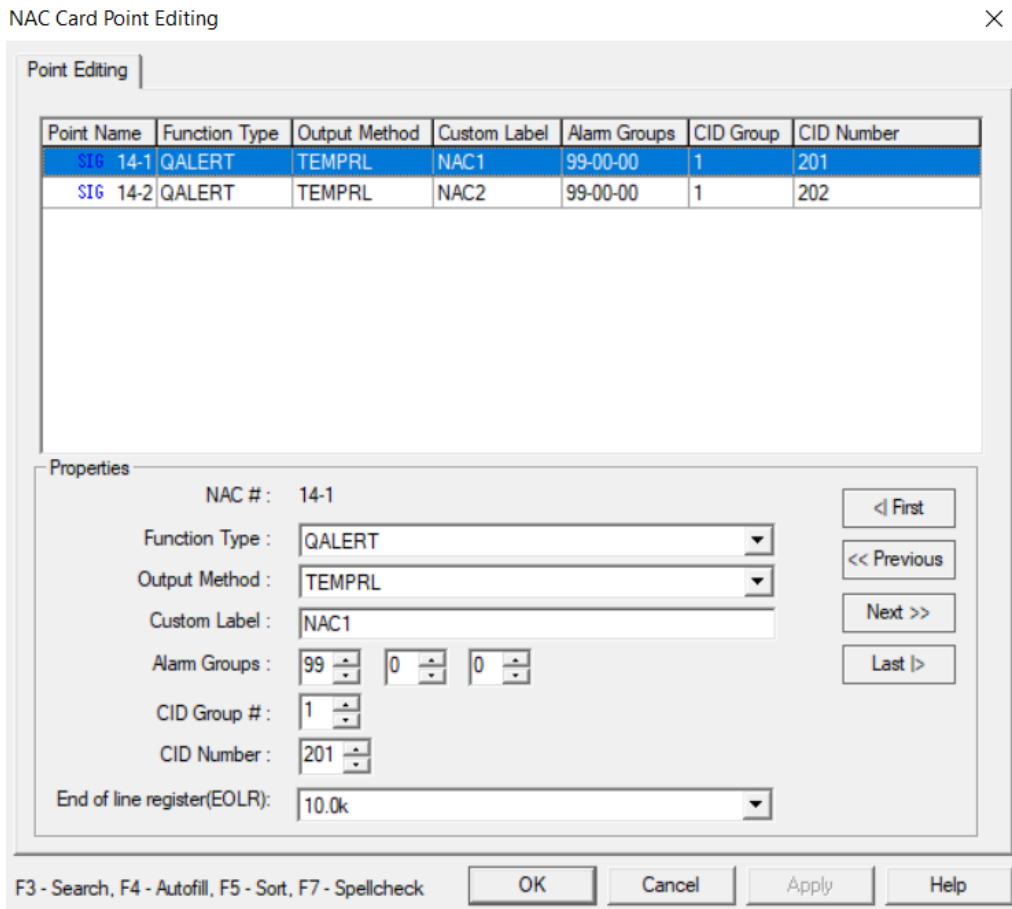 NAC Card Point Editing
Point Editing
Point Name Function Type Output Method Custom Label Alarm Groups CID Group CID Number
SIG 14-1 QALERT TEMPRL NAC1 99-00-00 1 201
SIG 14-2 QALERT TEMPRL NAC2 99-00-00 1 202
Properties
NAC # : 14-1
<| First
Function Type : QALERT
<< Previous
Output Method : TEMPRL
Custom Label : NAC1
Next >>
Alarm Groups : 99 0 0
Last |>
CID Group # : 1
CID Number : 201
End of line register(EOLR): 10.0k
F3 - Search, F4 - Autofill, F5 - Sort, F7 - Spellcheck OK Cancel Apply Help